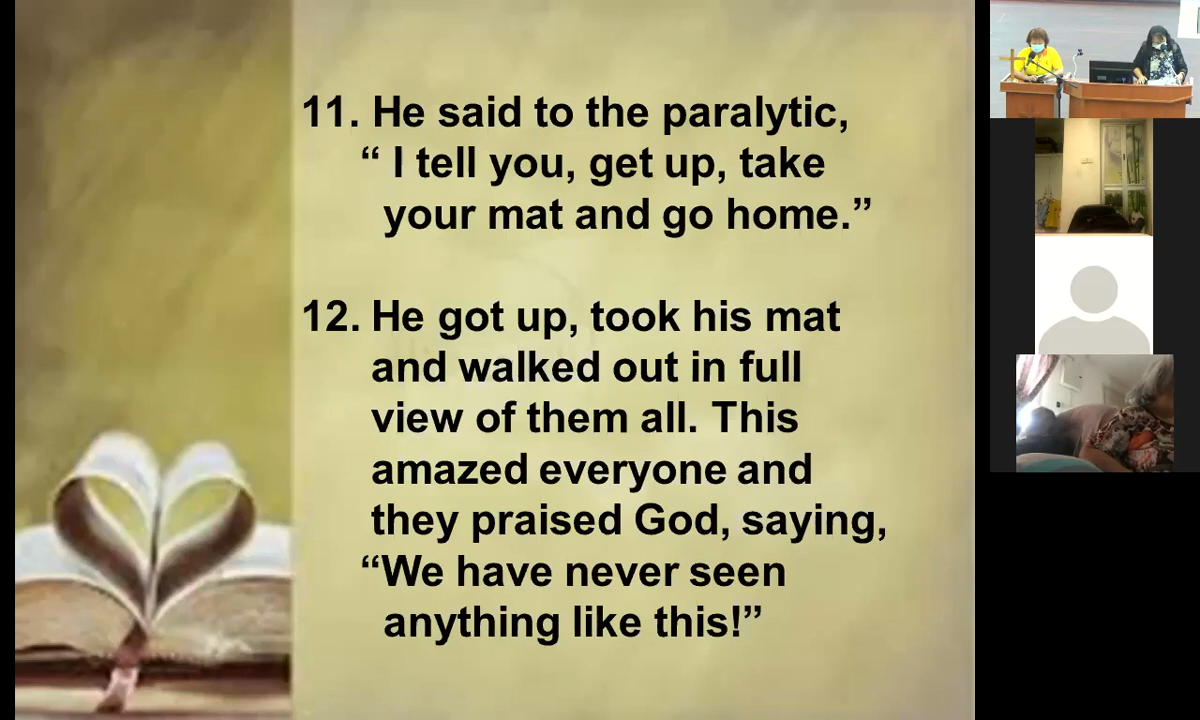 11. He said to the paralytic,
“ I tell you, get up, take
your mat and go home.”
12. He got up, took his mat
and walked out in full
view of them all. This
amazed everyone and
they praised God, saying,
“We have never seen
anything like this!”